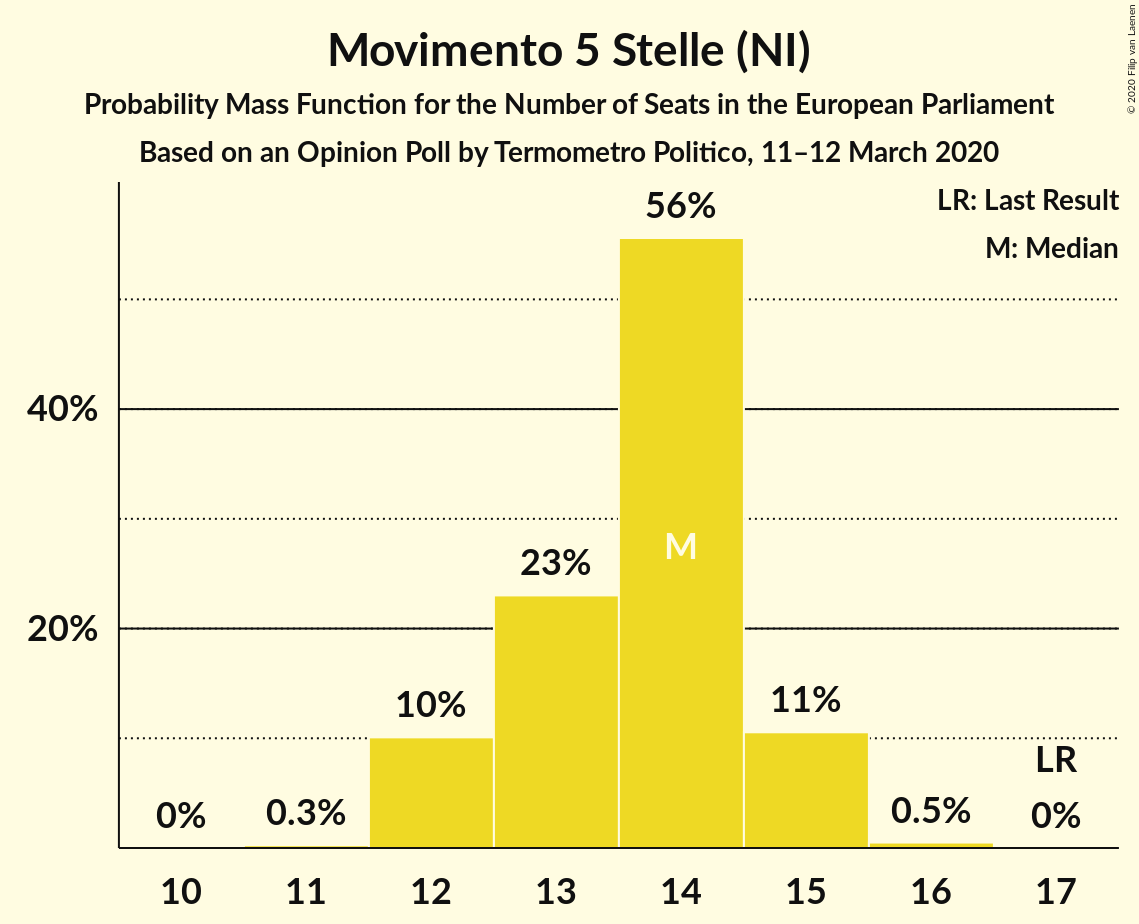 Movimento 5 Stelle (NI)
Probability Mass Function for the Number of Seats in the European Parliament
Based on an Opinion Poll by Termometro Politico, 11–12 March 2020
© 2020 Filip van Laenen
LR: Last Result
M: Median
56%
40%
M
23%
20%
10%
11%
LR
0%
0.3%
0.5%
0%
10 11 12 13 14 15 16 17